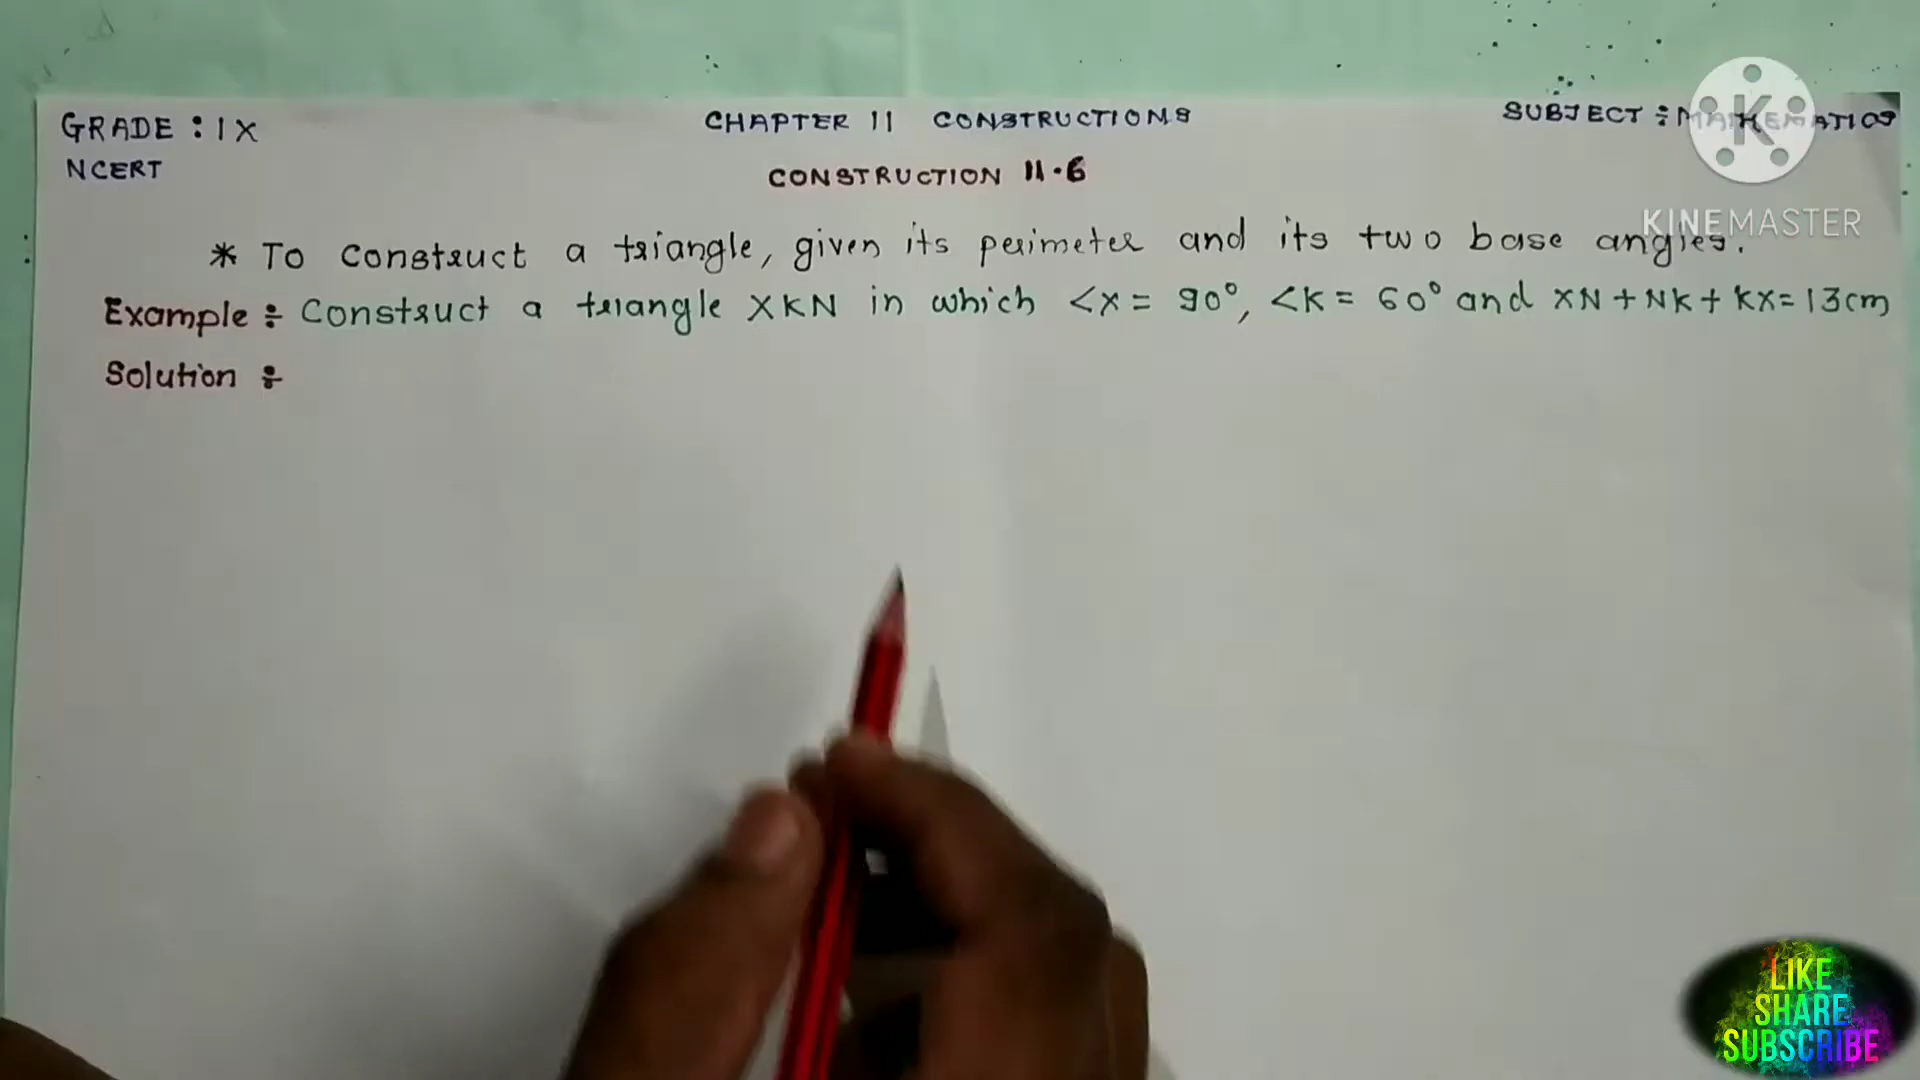 GRADE : IX
CHAPTER 11 CONSTRUCTIONS
SUBJECT : MATHEMATICS
NCERT
CONSTRUCTION 11.6
K
KINEMASTER
* To construct a triangle, given its perimeter and its two base angles.
Example :- Construct a triangle XKN in which <X = 90°, <K = 60° and XN + NK + KX = 13cm
Solution :-
LIKE
SHARE
SUBSCRIBE